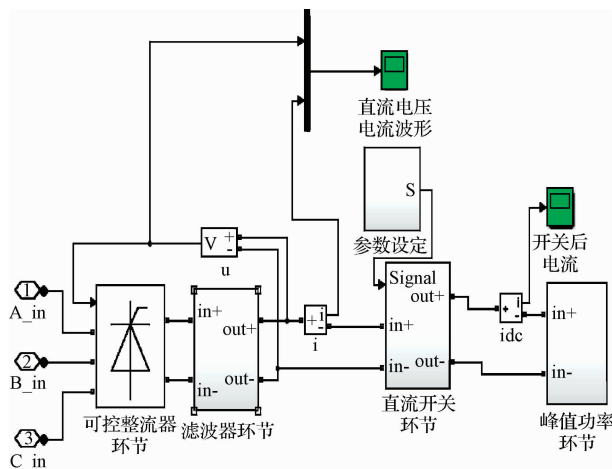 直流电压
电流波形
S
参数设定
开关后
电流
V
+
-
u
1
A_in
2
B_in
3
C_in
可控整流器
环节
in+
out+
in-
out-
滤波器环节
+
i
-
i
Signal
out+
in+
in-
out-
直流开关
环节
+
i
-
idc
in+
in-
峰值功率
环节